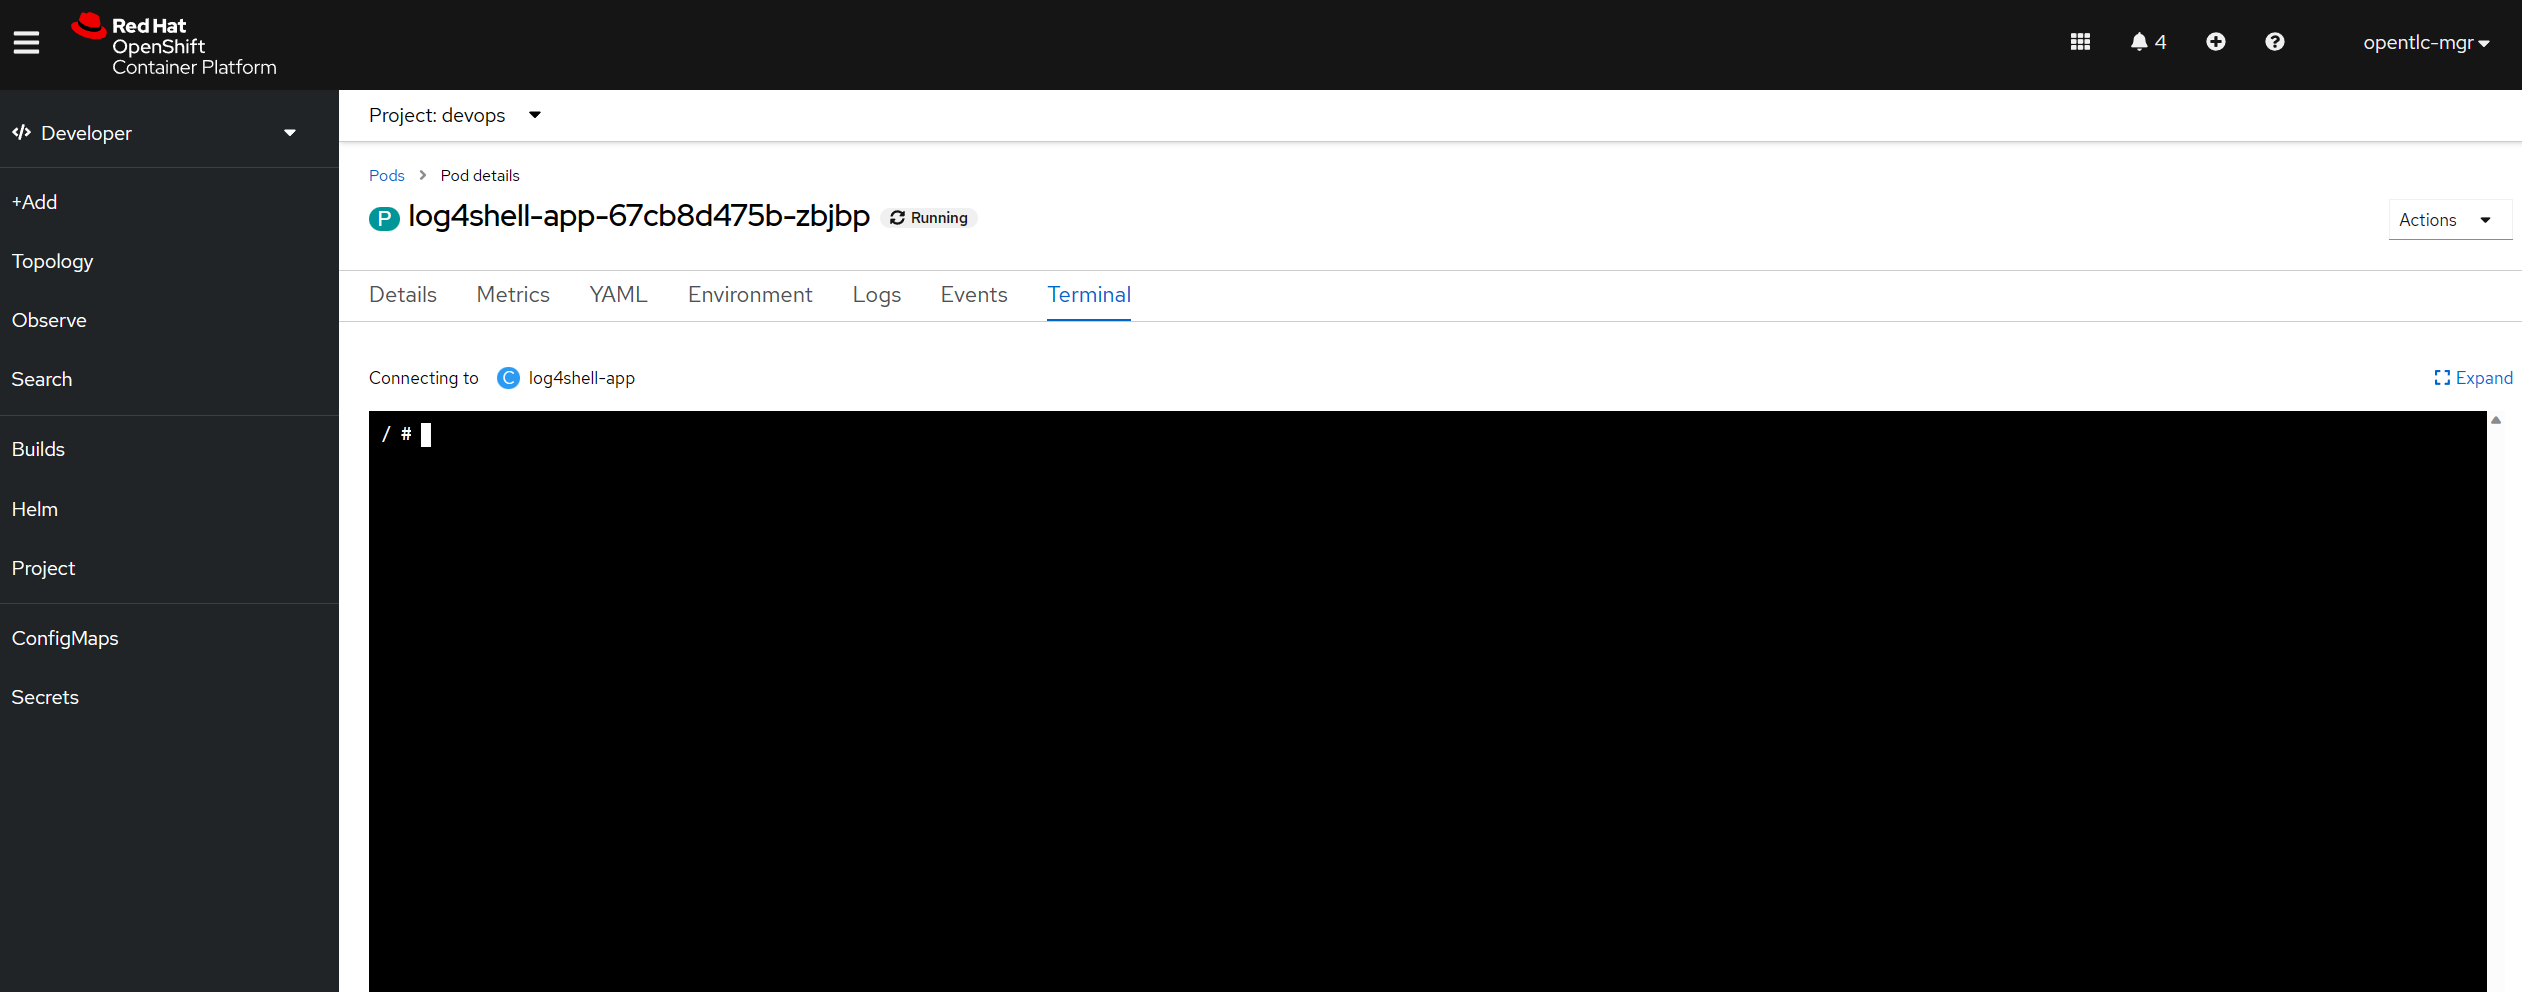 Red Hat
OpenShift
Container Platform
4
opentlc-mgr
Developer
+Add
Topology
Observe
Search
Builds
Helm
Project
ConfigMaps
Secrets
Project: devops
Pods > Pod details
P log4shell-app-67cb8d475b-zbjbp Running
Actions
Details Metrics YAML Environment Logs Events Terminal
Connecting to C log4shell-app
Expand
/ #